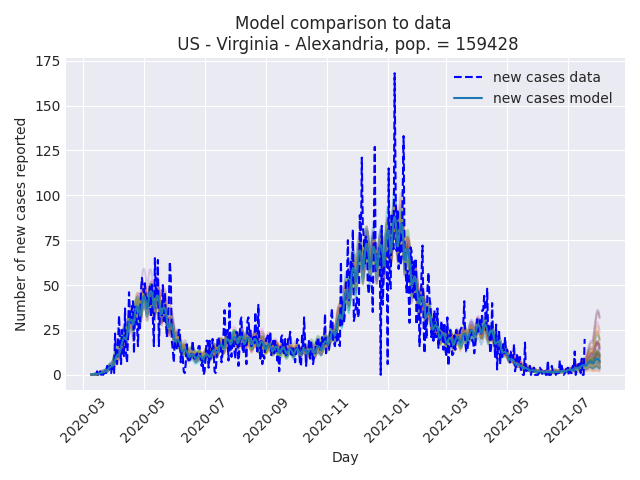 Model comparison to data
US - Virginia - Alexandria, pop. = 159428
175
150
125
100
75
50
25
0
Number of new cases reported
new cases data
new cases model
2020-03
2020-05
2020-07
2020-09
2020-11
2021-01
2021-03
2021-05
2021-07
Day